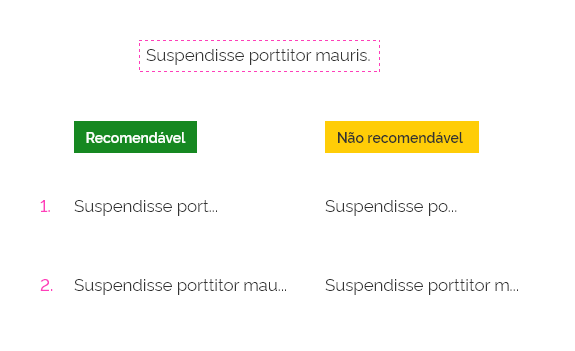 Suspendisse porttitor mauris.
Recomendável
Não recomendável
1. Suspendisse port... Suspendisse po...
2. Suspendisse porttitor mau... Suspendisse porttitor m...